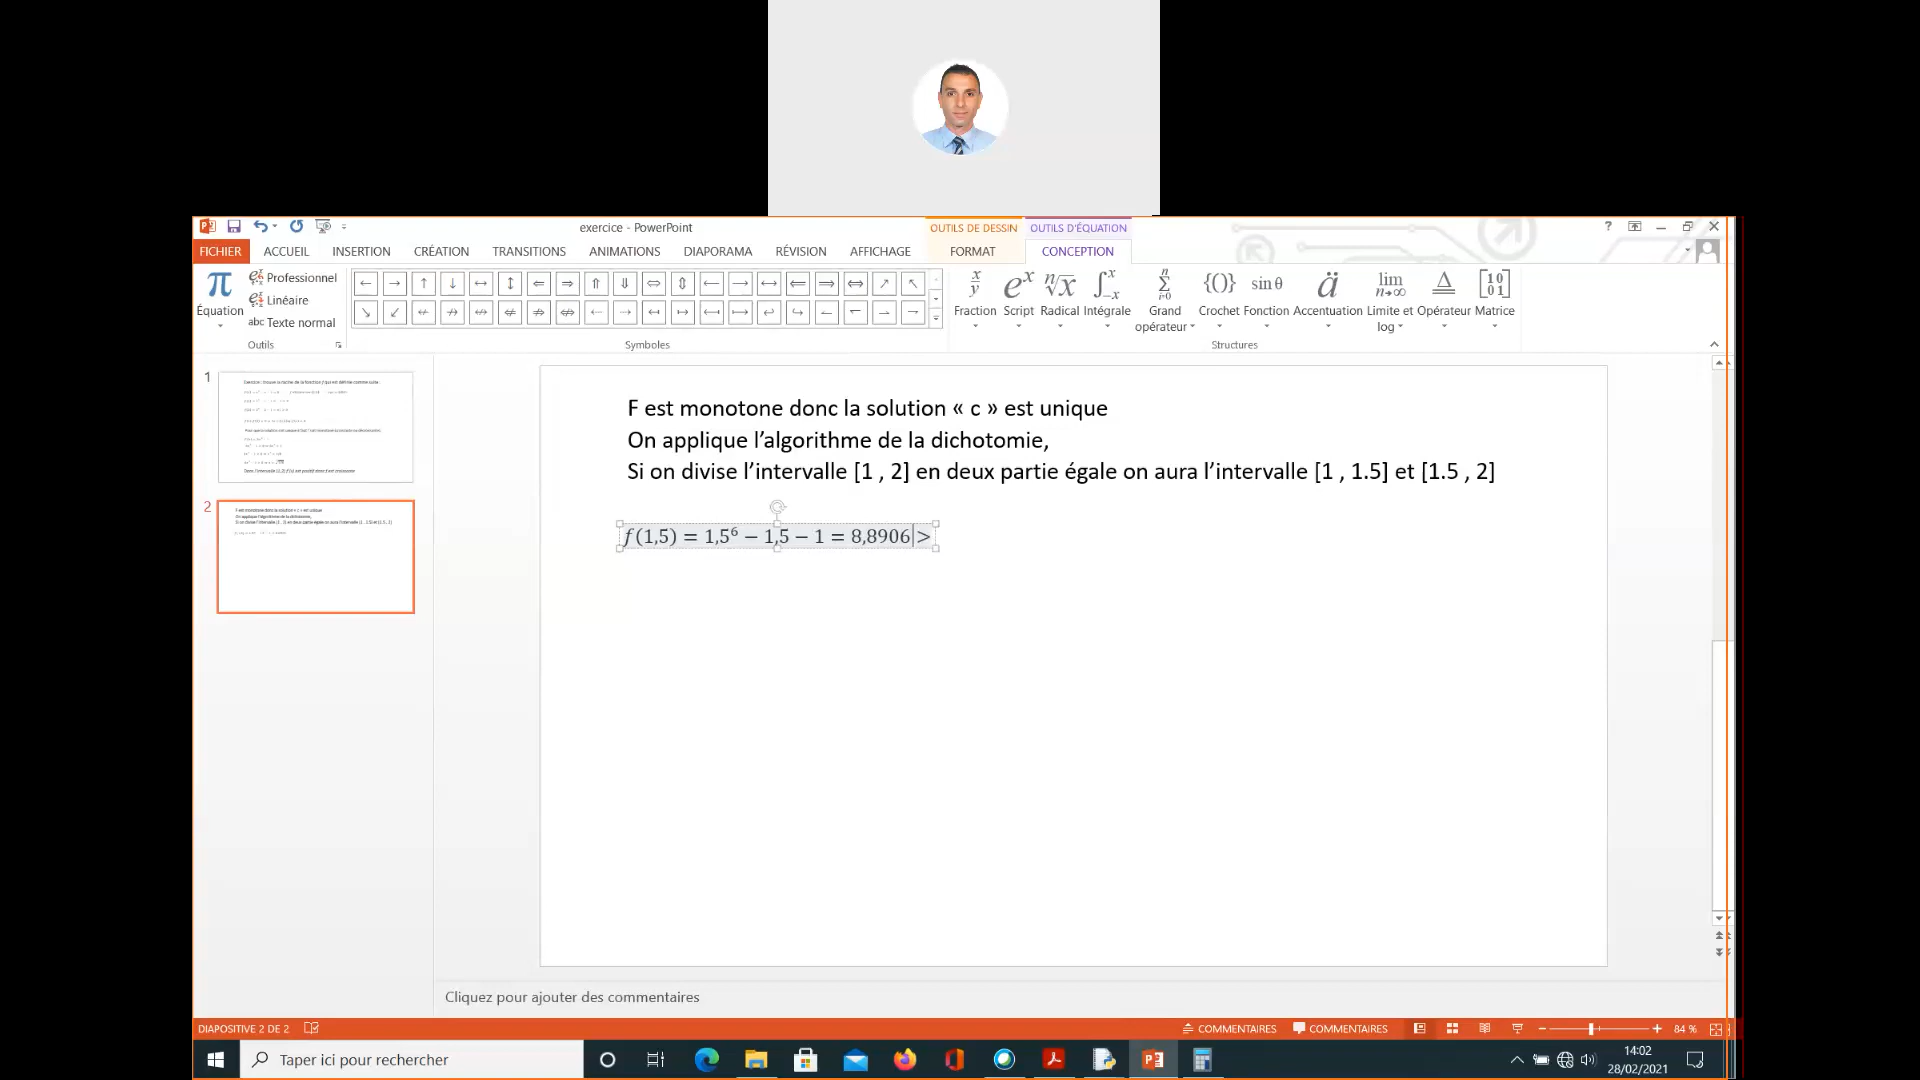 exercice - PowerPoint
OUTILS DE DESSIN
OUTILS D'ÉQUATION
FICHIER ACCUEIL INSERTION CRÉATION TRANSITIONS ANIMATIONS DIAPORAMA RÉVISION AFFICHAGE FORMAT CONCEPTION
Équation
Professionnel
Linéaire
abc Texte normal
Outils
Symboles
Fraction Script Radical Intégrale Grand opérateur Crochet Fonction Accentuation Limite et log Opérateur Matrice
Structures
1
2
F est monotone donc la solution « c » est unique
On applique l’algorithme de la dichotomie,
Si on divise l’intervalle [1 , 2] en deux partie égale on aura l’intervalle [1 , 1.5] et [1.5 , 2]
f(1,5) = 1,5⁶ − 1,5 − 1 = 8,8906 >
Cliquez pour ajouter des commentaires
DIAPOSITIVE 2 DE 2
COMMENTAIRES
COMMENTAIRES
84 %
Taper ici pour rechercher
14:02
28/02/2021